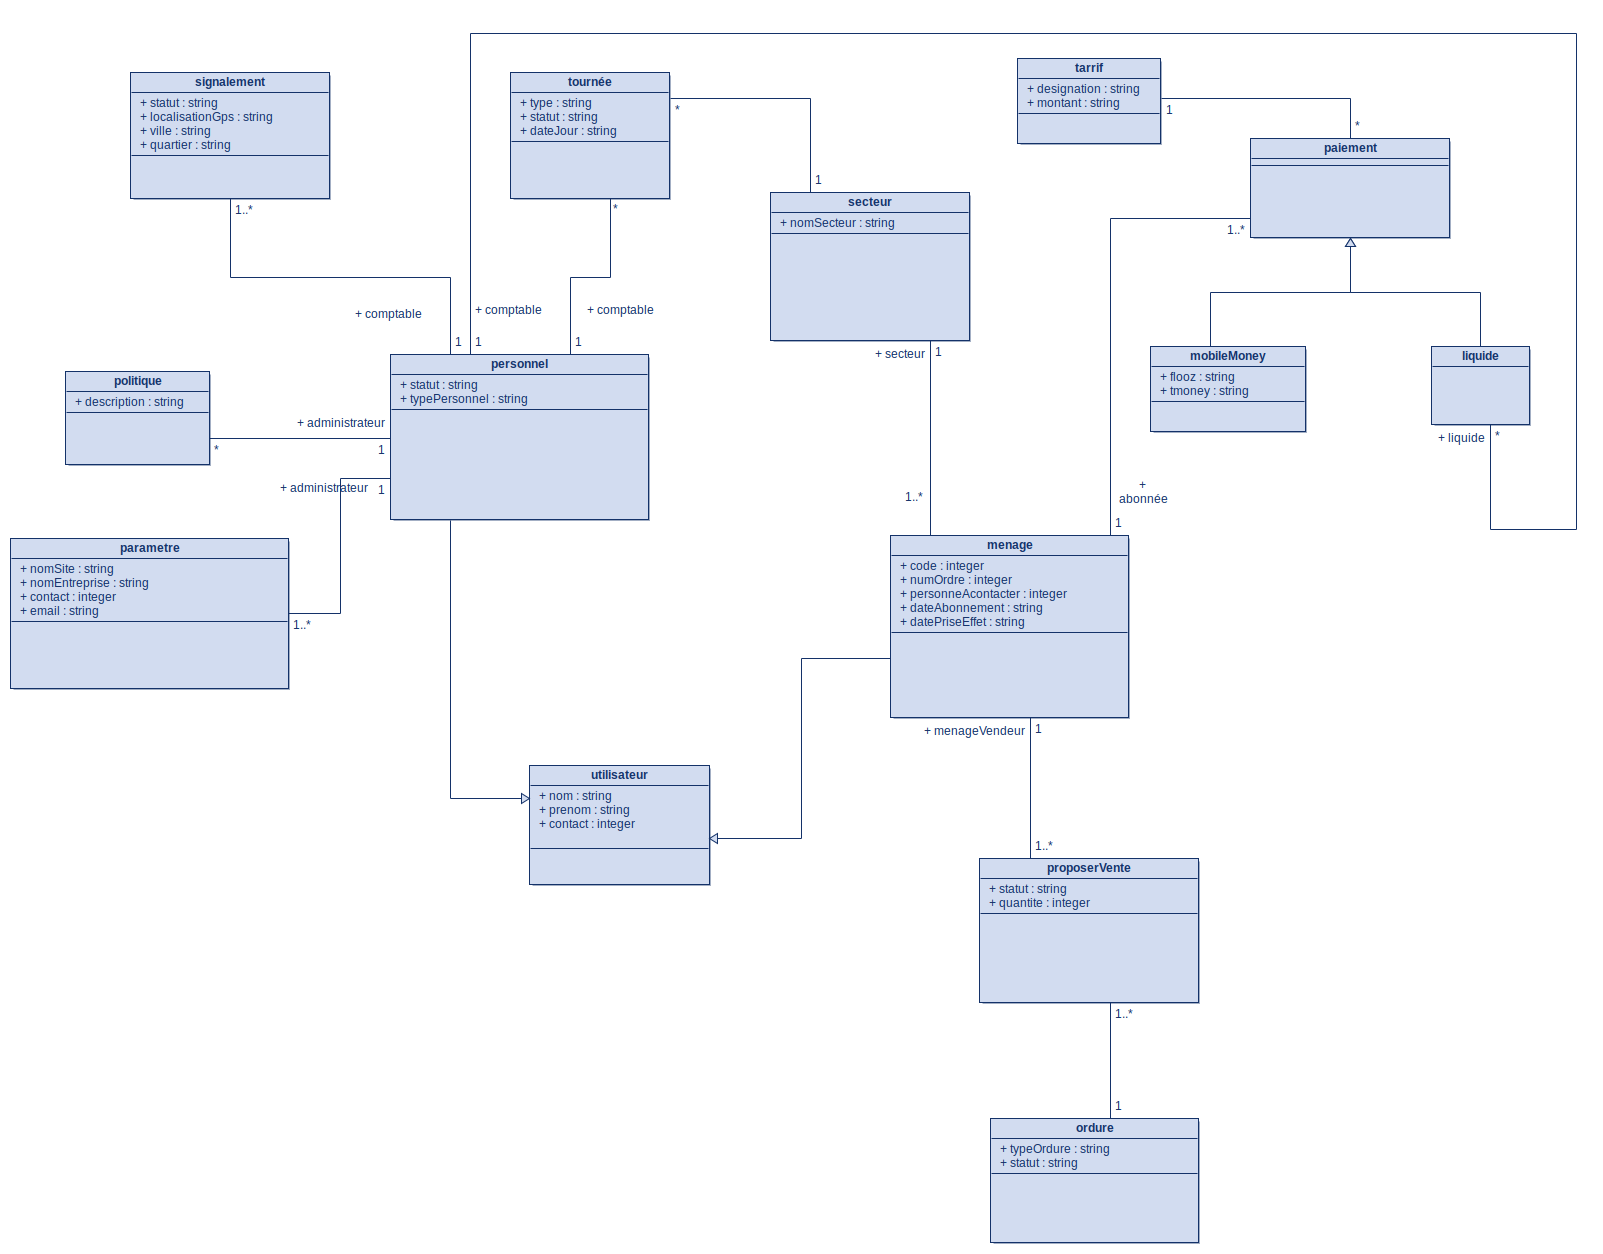 signalement
+ statut : string
+ localisationGps : string
+ ville : string
+ quartier : string
1..*
tournée
+ type : string
+ statut : string
+ dateJour : string
*
*
tarrif
+ designation : string
+ montant : string
1
*
paiement
1..*
1
secteur
+ nomSecteur : string
+ secteur
1
+ comptable
+ comptable
+ comptable
1
1
1
personnel
+ statut : string
+ typePersonnel : string
politique
+ description : string
*
+ administrateur
1
+ administrateur
1
mobileMoney
+ flooz : string
+ tmoney : string
liquide
+ liquide
*
parametre
+ nomSite : string
+ nomEntreprise : string
+ contact : integer
+ email : string
1..*
1..*
+
abonnée
1
menage
+ code : integer
+ numOrdre : integer
+ personneAcontacter : integer
+ dateAbonnement : string
+ datePriseEffet : string
+ menageVendeur
1
utilisateur
+ nom : string
+ prenom : string
+ contact : integer
1..*
proposerVente
+ statut : string
+ quantite : integer
1..*
1
ordure
+ typeOrdure : string
+ statut : string